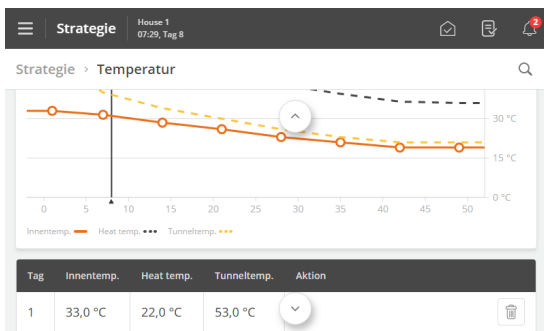 Strategie
House 1
07:29, Tag 8
2
Strategie > Temperatur
30 °C
15 °C
0 °C
0 5 10 15 20 25 30 35 40 45 50
Innentemp. Heat temp. Tunneltemp.
Tag Innentemp. Heat temp. Tunneltemp. Aktion
1 33,0 °C 22,0 °C 53,0 °C